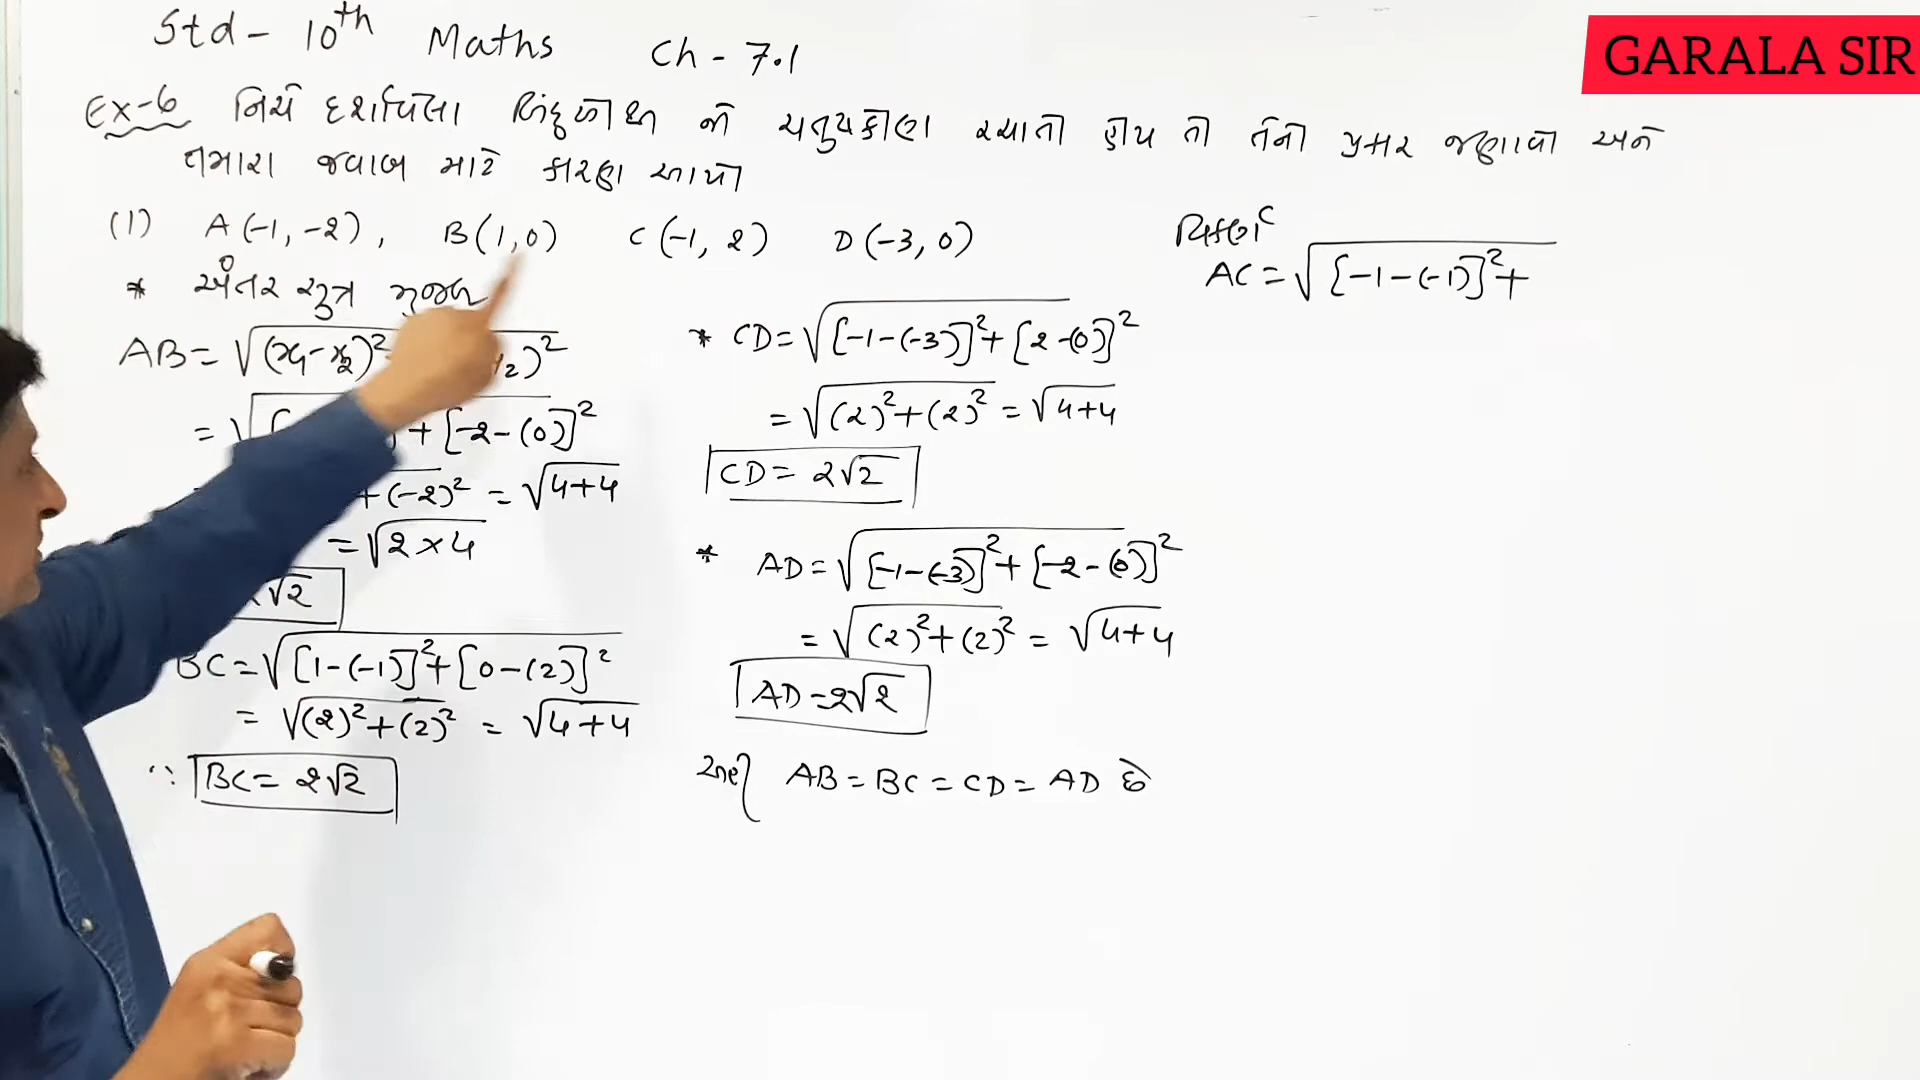 Std - 10th Maths Ch - 7.1
GARALA SIR
Ex-6 નીચે દર્શાવેલા બિંદુઓથી જો ચતુષ્કોણ રચાતો હોય તો તેનો પ્રકાર જણાવો અને
તમારા જવાબ માટે કારણ આપો
(1) A(-1, -2), B(1,0) C(-1, 2) D(-3, 0)
* અંતર સૂત્ર મુજબ
AB = √(x1-x2)² 2)²
= √[ + [-2-(0)]²
+(-2)² = √4+4
= √2×4
√2
BC = √[1-(-1)]²+[0-(2)]²
= √(2)²+(2)² = √4+4
∴ BC = 2√2
* CD = √[-1-(-3)]²+[2-(0)]²
= √(2)²+(2)² = √4+4
CD = 2√2
* AD = √[-1-(-3)]²+[-2-(0)]²
= √(2)²+(2)² = √4+4
AD = 2√2
અહીં AB = BC = CD = AD છે
વિકર્ણ
AC = √[-1-(-1)]²+